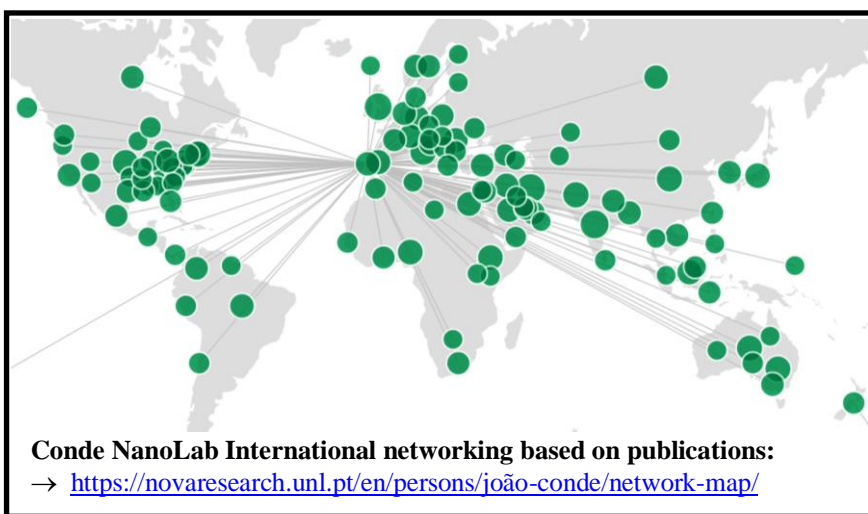 Conde NanoLab International networking based on publications:
→ https://novaresearch.unl.pt/en/persons/joão-conde/network-map/